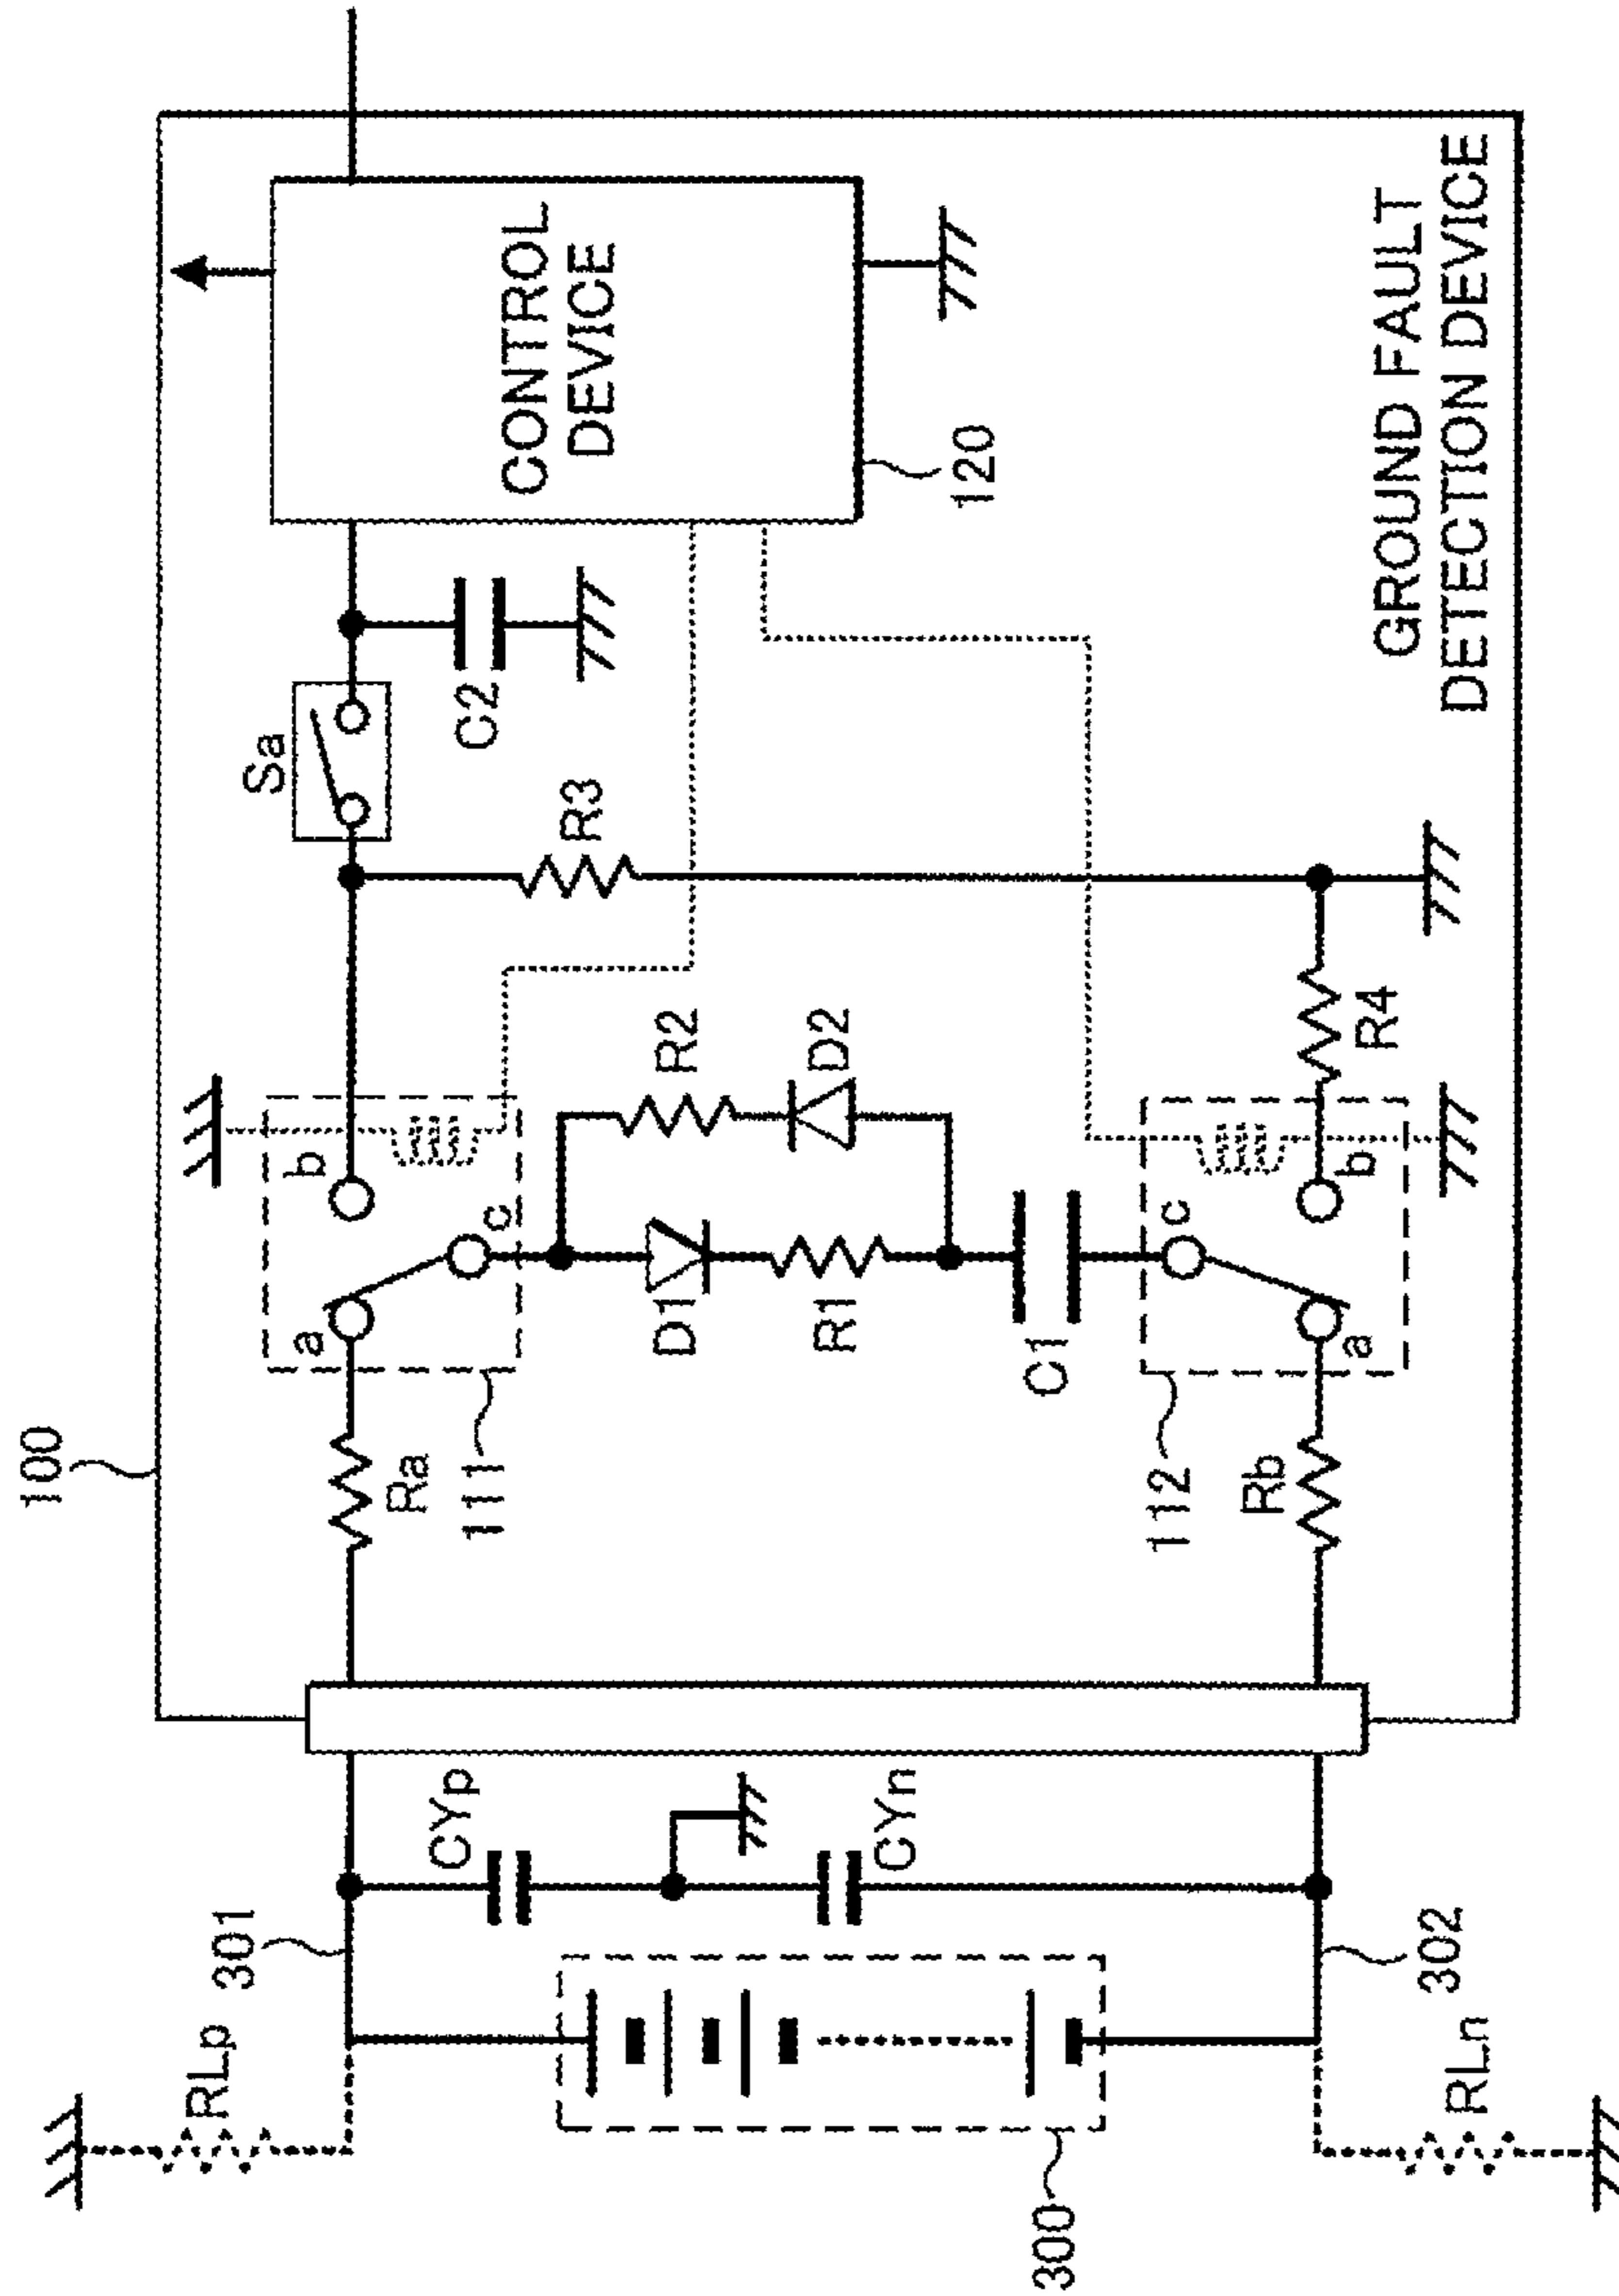 100
RLp
301
CYp
Ra
a
b
c
111
Sa
C2
CONTROL
DEVICE
120
R3
300
D1
R1
R2
D2
C1
CYn
112
c
a
b
Rb
R4
302
RLn
GROUND FAULT
DETECTION DEVICE